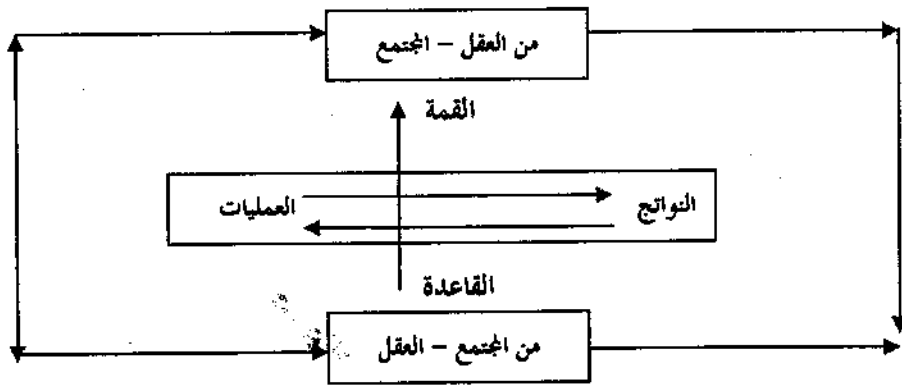 من العقل – المجتمع
القمة
النواتج
العمليات
القاعدة
من المجتمع – العقل